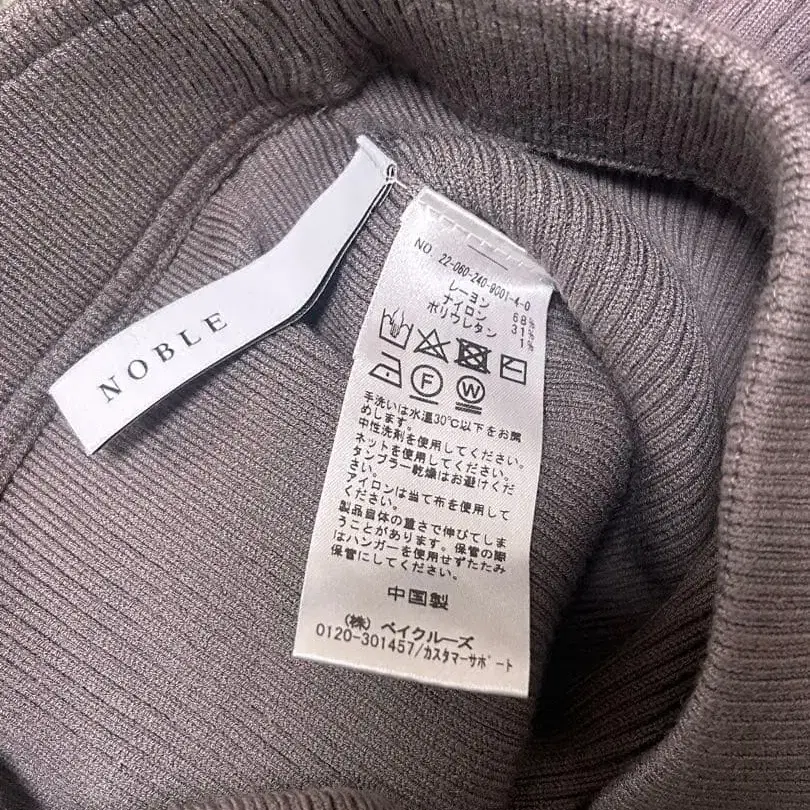 NOBLE
NO. 22-060-240-9001-4-0
レーヨン 68%
ナイロン 31%
ポリウレタン 1%
F W
手洗いは水温30℃以下をお薦
めします。
中性洗剤を使用してください。
ネットを使用してください。
タンブラー乾燥はお避けくだ
さい。
アイロンは当て布を使用して
ください。
製品自体の重さで伸びてしま
うことがあります。保管の際
はハンガーを使用せずたたみ
保管にしてください。
中国製
(株) ベイクルーズ
0120-301457/カスタマーサポート